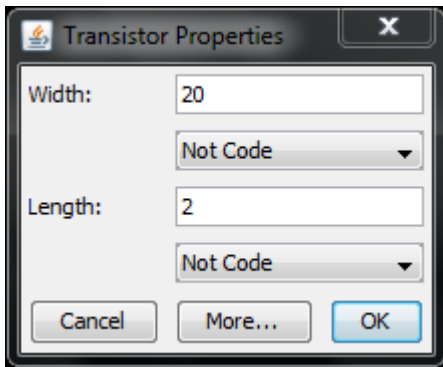 Transistor Properties
Width: 20
Not Code
Length: 2
Not Code
Cancel More... OK